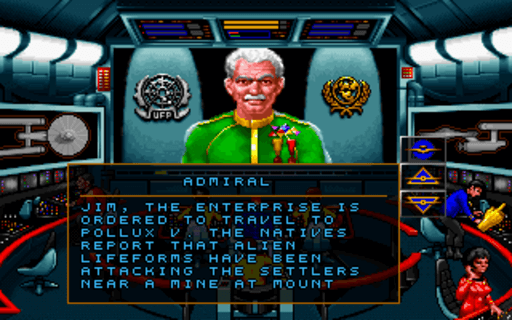 UFP
ADMIRAL
JIM, THE ENTERPRISE IS
ORDERED TO TRAVEL TO
POLLUX V. THE NATIVES
REPORT THAT ALIEN
LIFEFORMS HAVE BEEN
ATTACKING THE SETTLERS
NEAR A MINE AT MOUNT